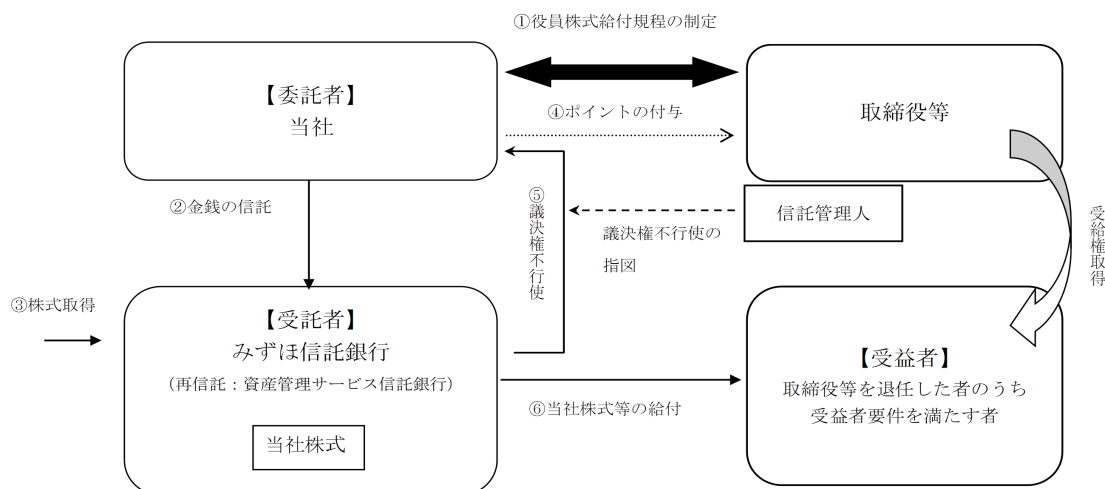 ①役員株式給付規程の制定
【委託者】
当社
④ポイントの付与
取締役等
②金銭の信託
⑤議決権不行使
議決権不行使の
指図
信託管理人
受給権取得
③株式取得
【受託者】
みずほ信託銀行
（再信託：資産管理サービス信託銀行）
当社株式
⑥当社株式等の給付
【受益者】
取締役等を退任した者のうち
受益者要件を満たす者